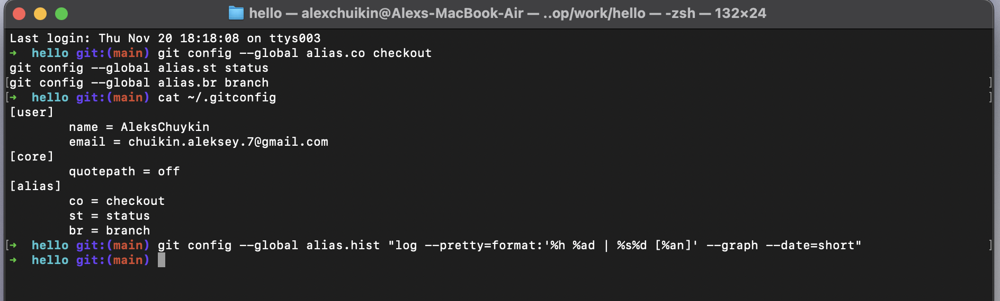 hello — alexchuikin@Alexs-MacBook-Air — ..op/work/hello — -zsh — 132×24
Last login: Thu Nov 20 18:18:08 on ttys003
➜  hello git:(main) git config --global alias.co checkout
git config --global alias.st status
[git config --global alias.br branch ]
[➜  hello git:(main) cat ~/.gitconfig ]
[user]
        name = AleksChuykin
        email = chuikin.aleksey.7@gmail.com
[core]
        quotepath = off
[alias]
        co = checkout
        st = status
        br = branch
[➜  hello git:(main) git config --global alias.hist "log --pretty=format:'%h %ad | %s%d [%an]' --graph --date=short" ]
➜  hello git:(main)